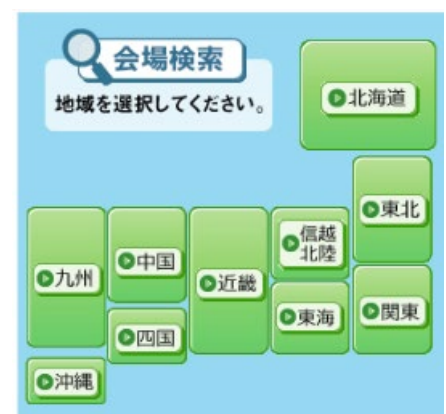 会場検索
地域を選択してください。
北海道
東北
信越
北陸
中国
近畿
九州
東海
関東
四国
沖縄